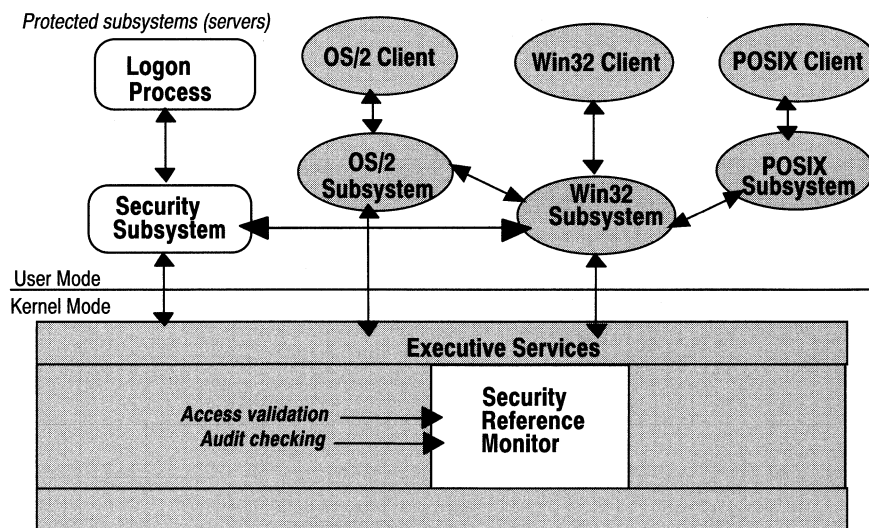 Protected subsystems (servers)
Logon
Process
OS/2 Client
Win32 Client
POSIX Client
OS/2
Subsystem
POSIX
Subsystem
Security
Subsystem
Win32
Subsystem
User Mode
Kernel Mode
Executive Services
Access validation
Audit checking
Security
Reference
Monitor